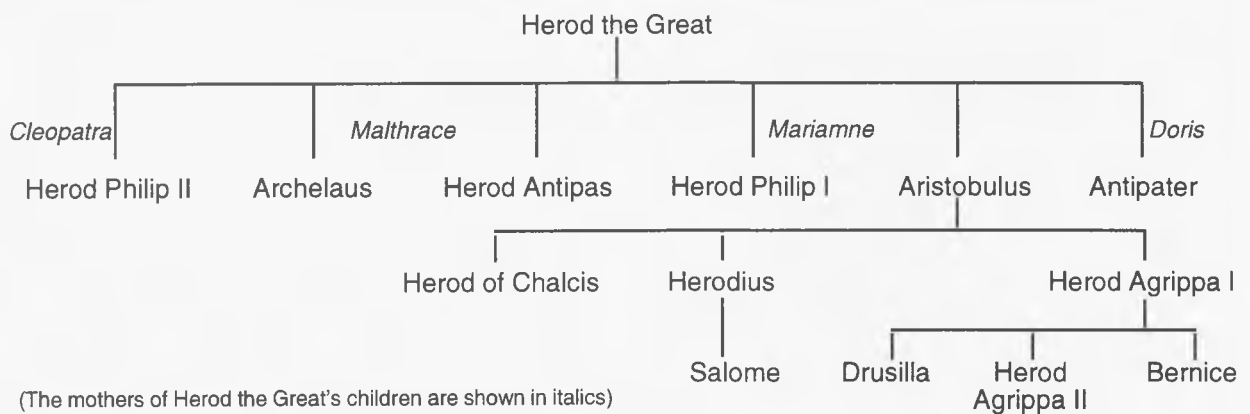 Herod the Great
Cleopatra Malthrace Mariamne Doris
Herod Philip II Archelaus Herod Antipas Herod Philip I Aristobulus Antipater
Herod of Chalcis Herodius Herod Agrippa I
Salome Drusilla Herod Agrippa II Bernice
(The mothers of Herod the Great's children are shown in italics)